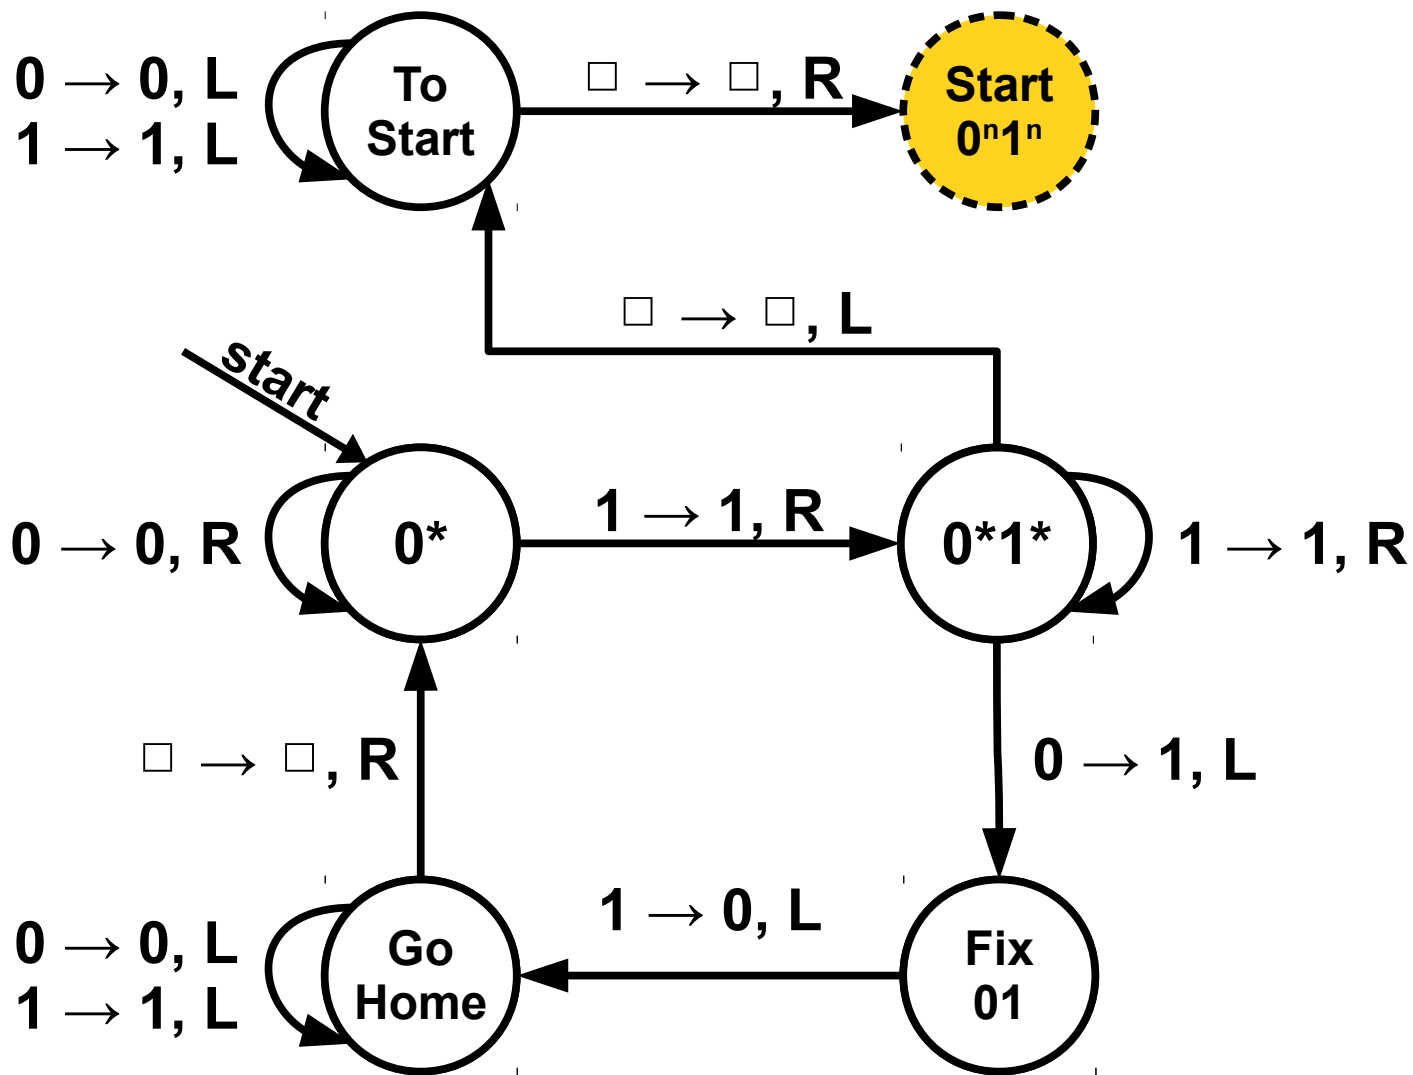 0 → 0, L
1 → 1, L
To
Start
□ → □, R
Start
0ⁿ1ⁿ
□ → □, L
start
0 → 0, R
0*
1 → 1, R
0*1*
1 → 1, R
□ → □, R
0 → 1, L
0 → 0, L
1 → 1, L
Go
Home
1 → 0, L
Fix
01